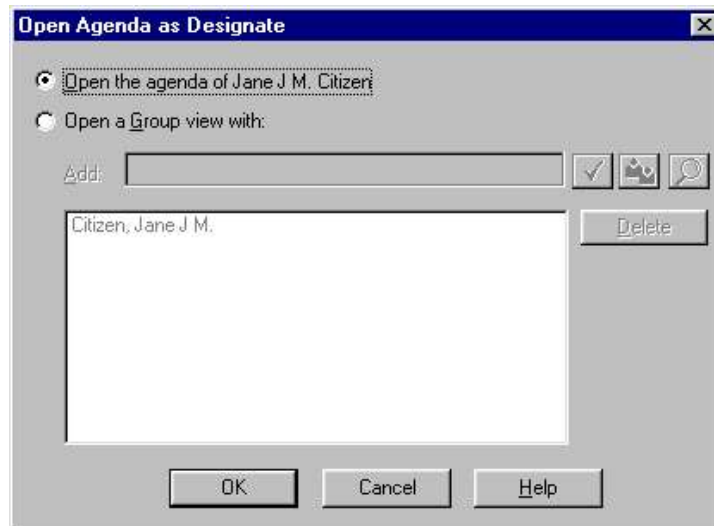 Open Agenda as Designate
Open the agenda of Jane J M. Citizen
Open a Group view with:
Add:
Citizen, Jane J M.
Delete
OK
Cancel
Help